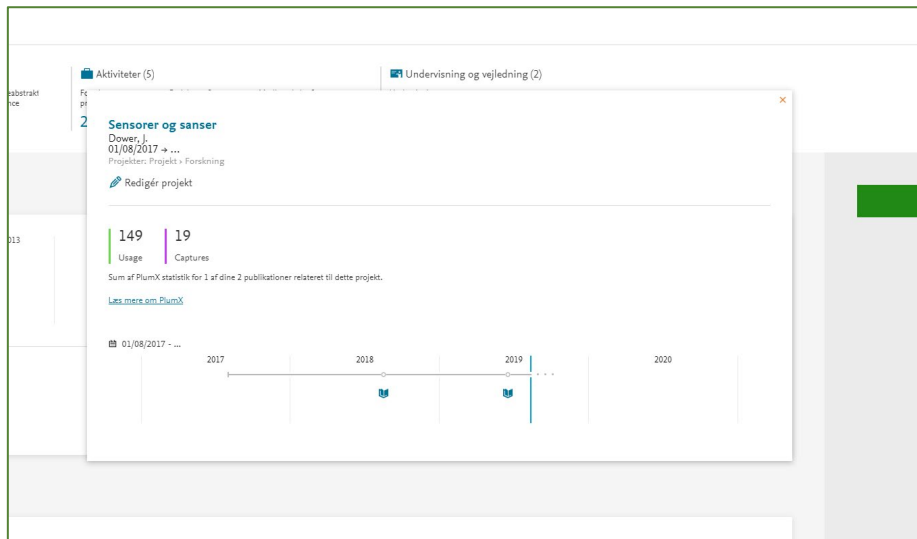 Aktiviteter (5)
Undervisning og vejledning (2)
2
013
Sensorer og sanser
Dower, J.
01/08/2017 → ...
Projekter: Projekt › Forskning
Redigér projekt
149
Usage
19
Captures
Sum af PlumX statistik for 1 af dine 2 publikationer relateret til dette projekt.
Læs mere om PlumX
01/08/2017 - ...
2017 2018 2019 2020